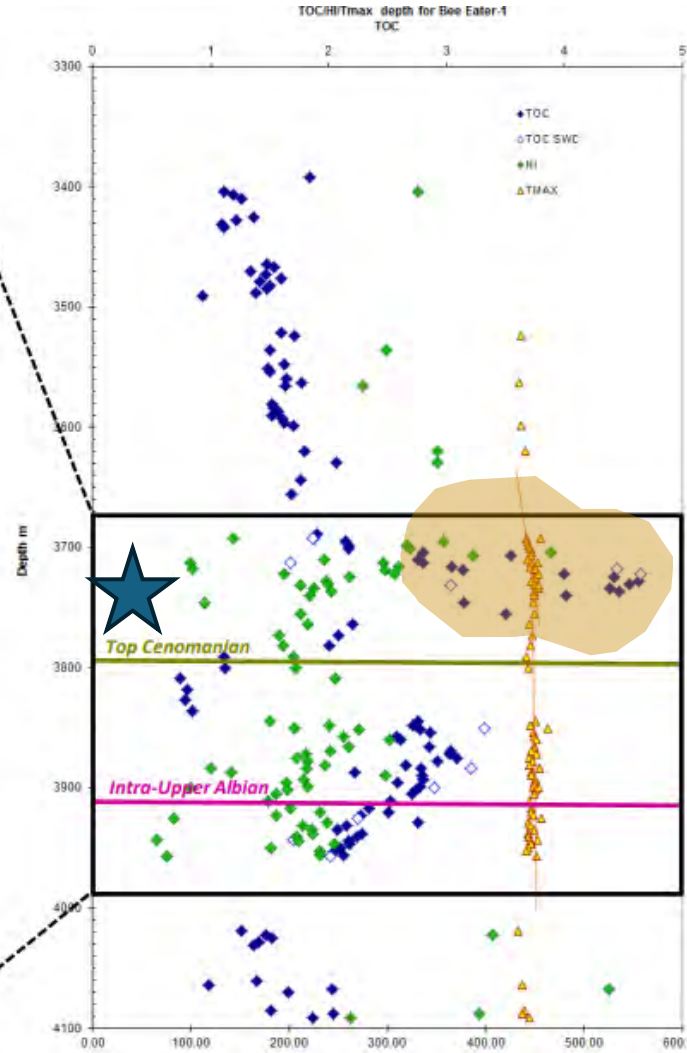 TOC/HI/Tmax depth for Bee Eater-1
TOC
0 1 2 3 4 5
3300
TOC
TOC SWC
HI
TMAX
3400
3500
3600
Depth m
3700
Top Cenomanian
3800
Intra-Upper Albian
3900
4000
4100
0.00 100.00 200.00 300.00 400.00 500.00 600.